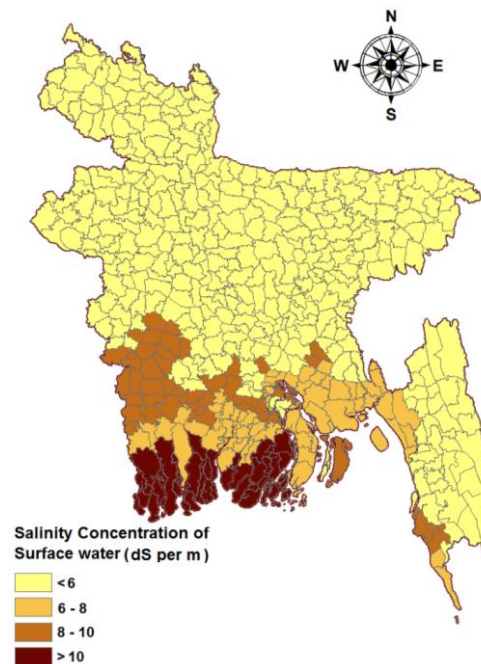 N
W E
S
Salinity Concentration of
Surface water (dS per m)
< 6
6 - 8
8 - 10
> 10